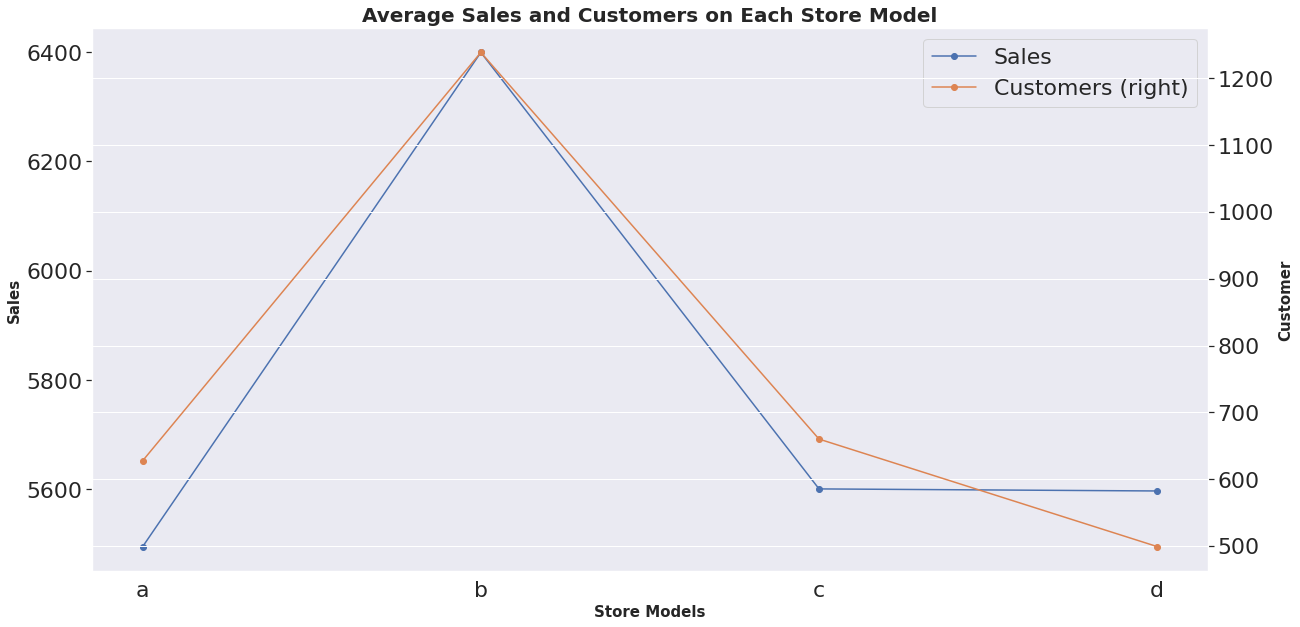 Average Sales and Customers on Each Store Model
Sales
Customers (right)
6400
6200
6000
5800
5600
Sales
1200
1100
1000
900
800
700
600
500
Customer
a b c d
Store Models